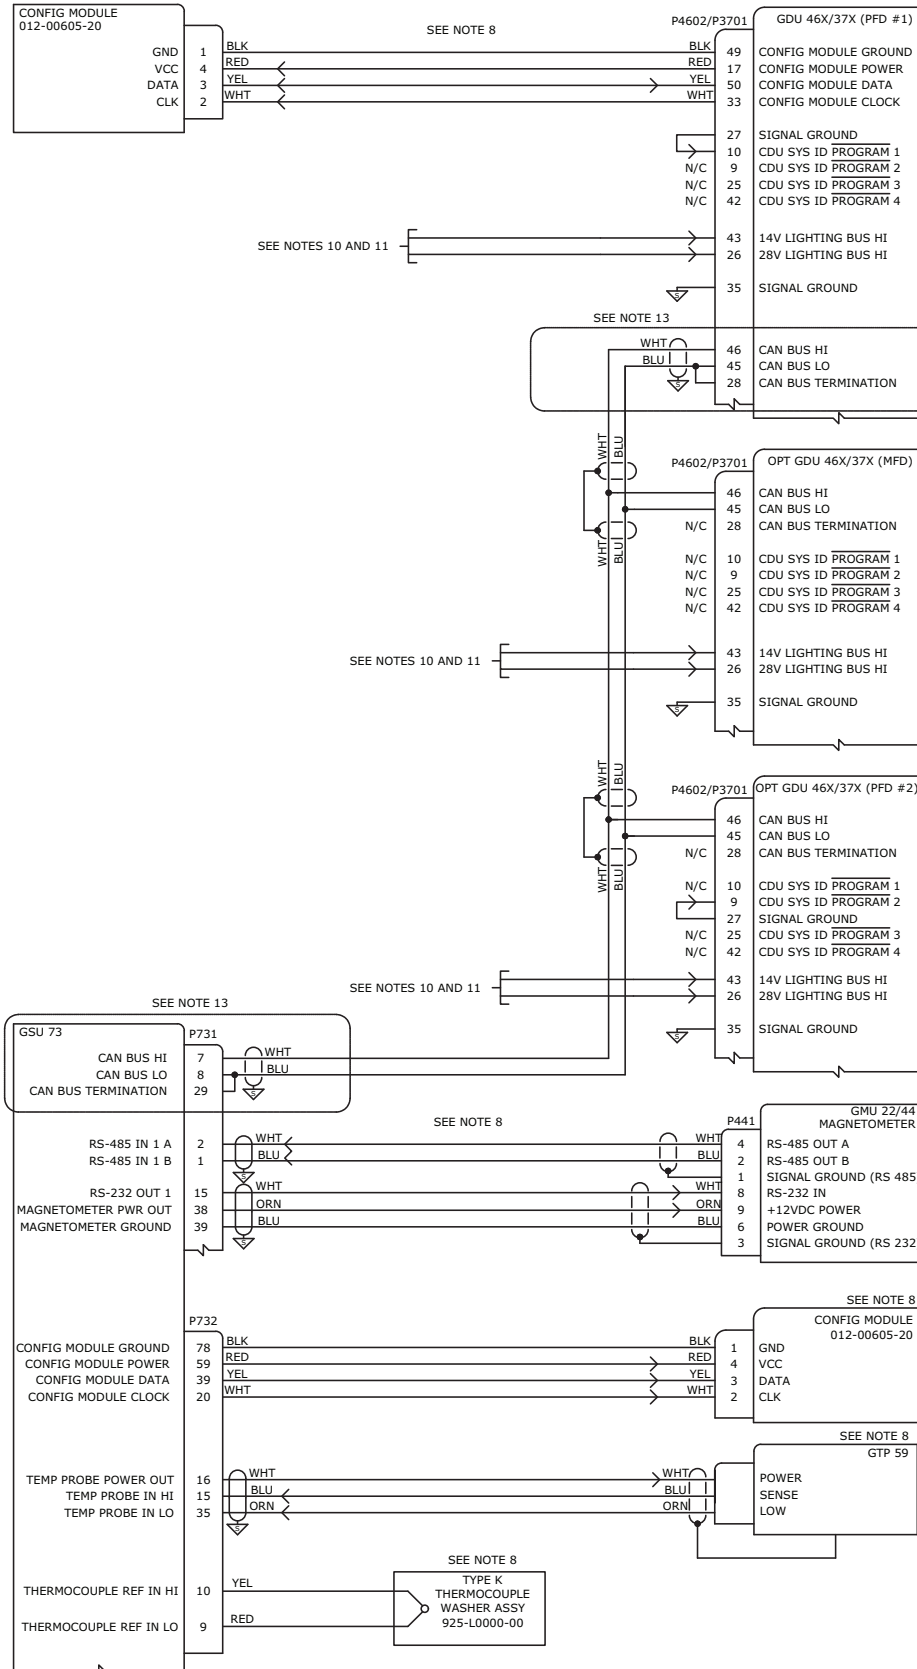 CONFIG MODULE
012-00605-20
GND 1 BLK
VCC 4 RED
DATA 3 YEL
CLK 2 WHT
SEE NOTE 8
P4602/P3701
GDU 46X/37X (PFD #1)
BLK 49 CONFIG MODULE GROUND
RED 17 CONFIG MODULE POWER
YEL 50 CONFIG MODULE DATA
WHT 33 CONFIG MODULE CLOCK
27 SIGNAL GROUND
10 CDU SYS ID PROGRAM 1
N/C 9 CDU SYS ID PROGRAM 2
N/C 25 CDU SYS ID PROGRAM 3
N/C 42 CDU SYS ID PROGRAM 4
SEE NOTES 10 AND 11
43 14V LIGHTING BUS HI
26 28V LIGHTING BUS HI
S 35 SIGNAL GROUND
SEE NOTE 13
WHT 46 CAN BUS HI
BLU 45 CAN BUS LO
S 28 CAN BUS TERMINATION
WHT
BLU
P4602/P3701
OPT GDU 46X/37X (MFD)
46 CAN BUS HI
45 CAN BUS LO
N/C 28 CAN BUS TERMINATION
WHT
BLU
N/C 10 CDU SYS ID PROGRAM 1
N/C 9 CDU SYS ID PROGRAM 2
N/C 25 CDU SYS ID PROGRAM 3
N/C 42 CDU SYS ID PROGRAM 4
SEE NOTES 10 AND 11
43 14V LIGHTING BUS HI
26 28V LIGHTING BUS HI
S 35 SIGNAL GROUND
WHT
BLU
P4602/P3701
OPT GDU 46X/37X (PFD #2)
46 CAN BUS HI
45 CAN BUS LO
N/C 28 CAN BUS TERMINATION
WHT
BLU
N/C 10 CDU SYS ID PROGRAM 1
9 CDU SYS ID PROGRAM 2
27 SIGNAL GROUND
N/C 25 CDU SYS ID PROGRAM 3
N/C 42 CDU SYS ID PROGRAM 4
SEE NOTES 10 AND 11
43 14V LIGHTING BUS HI
26 28V LIGHTING BUS HI
S 35 SIGNAL GROUND
SEE NOTE 13
GSU 73
P731
CAN BUS HI 7 WHT
CAN BUS LO 8 BLU
CAN BUS TERMINATION 29 S
SEE NOTE 8
P441
GMU 22/44
MAGNETOMETER
RS-485 IN 1 A 2 WHT
RS-485 IN 1 B 1 BLU
S
RS-232 OUT 1 15 WHT
MAGNETOMETER PWR OUT 38 ORN
MAGNETOMETER GROUND 39 BLU
S
WHT 4 RS-485 OUT A
BLU 2 RS-485 OUT B
1 SIGNAL GROUND (RS 485
WHT 8 RS-232 IN
ORN 9 +12VDC POWER
BLU 6 POWER GROUND
3 SIGNAL GROUND (RS 232
P732
SEE NOTE 8
CONFIG MODULE
012-00605-20
CONFIG MODULE GROUND 78 BLK
CONFIG MODULE POWER 59 RED
CONFIG MODULE DATA 39 YEL
CONFIG MODULE CLOCK 20 WHT
BLK 1 GND
RED 4 VCC
YEL 3 DATA
WHT 2 CLK
SEE NOTE 8
GTP 59
TEMP PROBE POWER OUT 16 WHT
TEMP PROBE IN HI 15 BLU
TEMP PROBE IN LO 35 ORN
S
WHT POWER
BLU SENSE
ORN LOW
SEE NOTE 8
THERMOCOUPLE REF IN HI 10 YEL
THERMOCOUPLE REF IN LO 9 RED
TYPE K
THERMOCOUPLE
WASHER ASSY
925-L0000-00